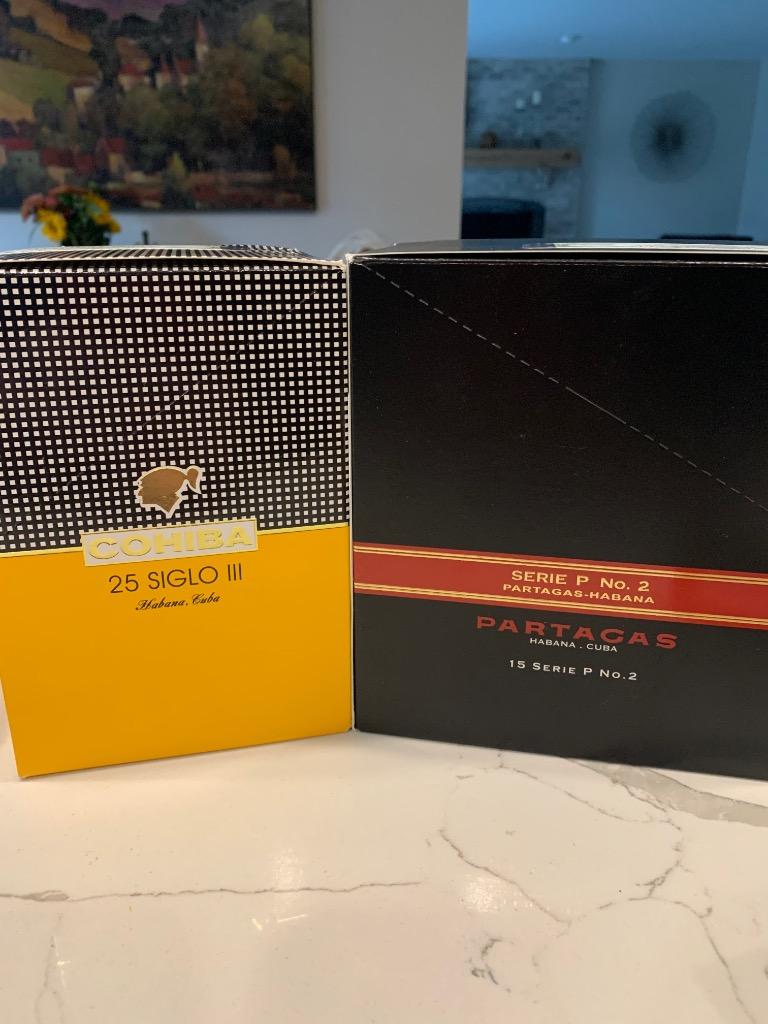 COHIBA
25 SIGLO III
Habana, Cuba
SERIE P No. 2
PARTAGAS-HABANA
PARTAGAS
HABANA . CUBA
15 SERIE P NO.2